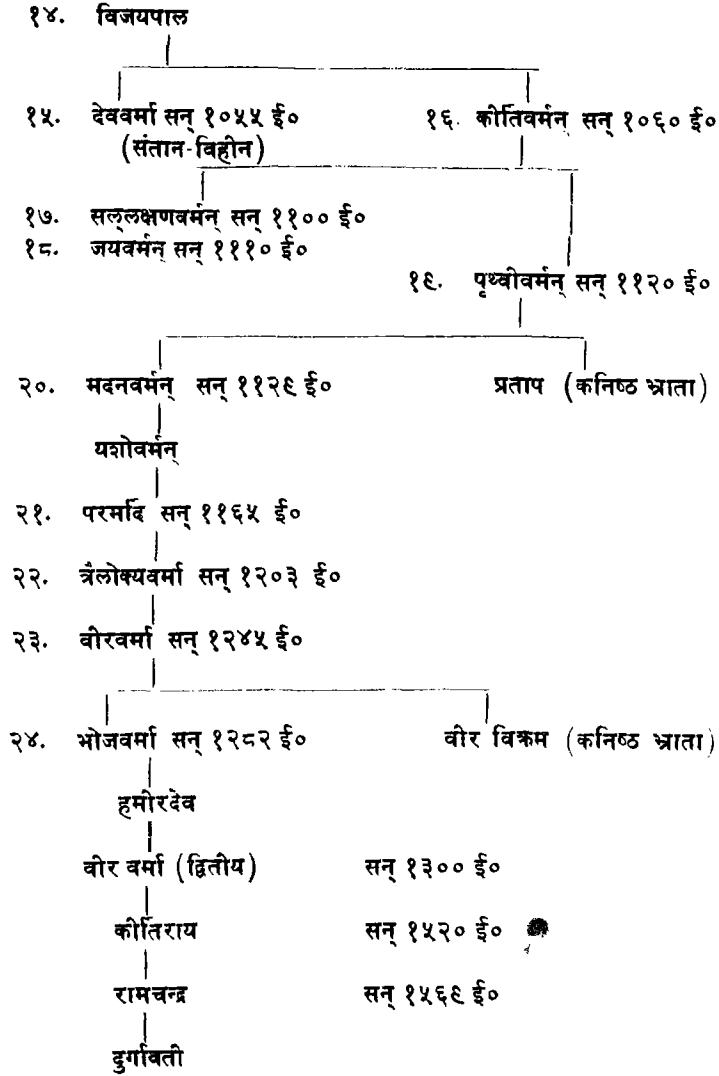 १४. विजयपाल
१५. देववर्मा सन् १०५५ ई० १६. कीर्तिवर्मन् सन् १०६० ई०
(संतान-विहीन)
१७. सल्लक्षणवर्मन् सन् ११०० ई०
१८. जयवर्मन् सन् १११० ई०
१९. पृथ्वीवर्मन् सन् ११२० ई०
२०. मदनवर्मन् सन् ११२९ ई० प्रताप (कनिष्ठ भ्राता)
यशोवर्मन्
२१. परमर्दि सन् ११६५ ई०
२२. त्रैलोक्यवर्मा सन् १२०३ ई०
२३. वीरवर्मा सन् १२४५ ई०
२४. भोजवर्मा सन् १२८२ ई० वीर विक्रम (कनिष्ठ भ्राता)
हमीरदेव
वीर वर्मा (द्वितीय) सन् १३०० ई०
कीर्तिराय सन् १५२० ई०
रामचन्द्र सन् १५६९ ई०
दुर्गावती